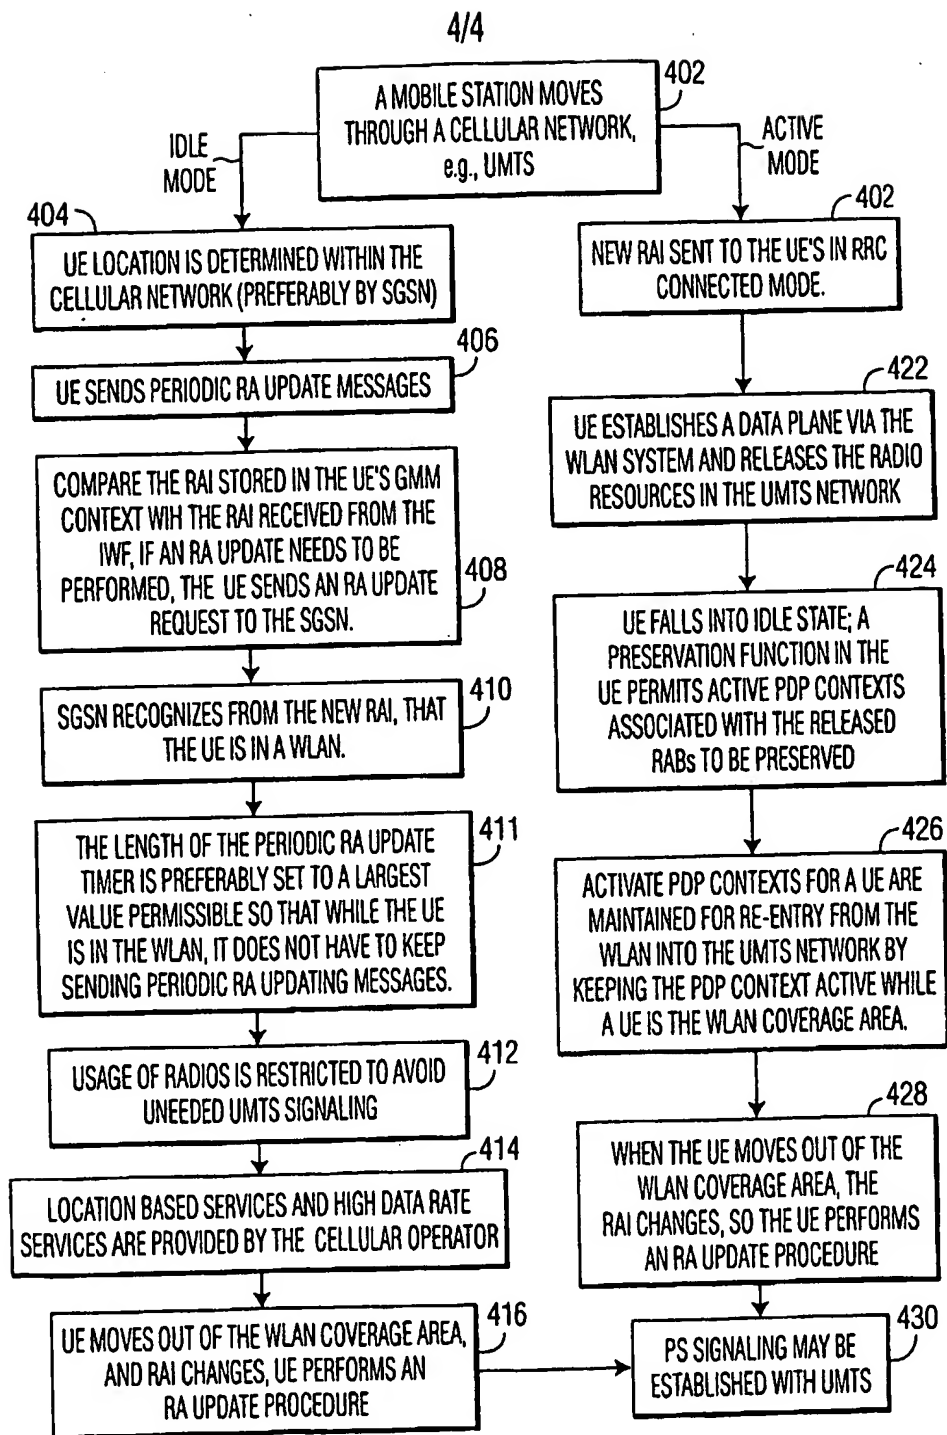 4/4
A MOBILE STATION MOVES
THROUGH A CELLULAR NETWORK,
e.g., UMTS
402
IDLE
MODE
ACTIVE
MODE
404
UE LOCATION IS DETERMINED WITHIN THE
CELLULAR NETWORK (PREFERABLY BY SGSN)
406
UE SENDS PERIODIC RA UPDATE MESSAGES
COMPARE THE RAI STORED IN THE UE'S GMM
CONTEXT WIH THE RAI RECEIVED FROM THE
IWF, IF AN RA UPDATE NEEDS TO BE
PERFORMED, THE UE SENDS AN RA UPDATE
REQUEST TO THE SGSN.
408
SGSN RECOGNIZES FROM THE NEW RAI, THAT
THE UE IS IN A WLAN.
410
THE LENGTH OF THE PERIODIC RA UPDATE
TIMER IS PREFERABLY SET TO A LARGEST
VALUE PERMISSIBLE SO THAT WHILE THE UE
IS IN THE WLAN, IT DOES NOT HAVE TO KEEP
SENDING PERIODIC RA UPDATING MESSAGES.
411
USAGE OF RADIOS IS RESTRICTED TO AVOID
UNEEDED UMTS SIGNALING
412
414
LOCATION BASED SERVICES AND HIGH DATA RATE
SERVICES ARE PROVIDED BY THE CELLULAR OPERATOR
UE MOVES OUT OF THE WLAN COVERAGE AREA,
AND RAI CHANGES, UE PERFORMS AN
RA UPDATE PROCEDURE
416
402
NEW RAI SENT TO THE UE'S IN RRC
CONNECTED MODE.
422
UE ESTABLISHES A DATA PLANE VIA THE
WLAN SYSTEM AND RELEASES THE RADIO
RESOURCES IN THE UMTS NETWORK
424
UE FALLS INTO IDLE STATE; A
PRESERVATION FUNCTION IN THE
UE PERMITS ACTIVE PDP CONTEXTS
ASSOCIATED WITH THE RELEASED
RABs TO BE PRESERVED
426
ACTIVATE PDP CONTEXTS FOR A UE ARE
MAINTAINED FOR RE-ENTRY FROM THE
WLAN INTO THE UMTS NETWORK BY
KEEPING THE PDP CONTEXT ACTIVE WHILE
A UE IS THE WLAN COVERAGE AREA.
428
WHEN THE UE MOVES OUT OF THE
WLAN COVERAGE AREA, THE
RAI CHANGES, SO THE UE PERFORMS
AN RA UPDATE PROCEDURE
430
PS SIGNALING MAY BE
ESTABLISHED WITH UMTS